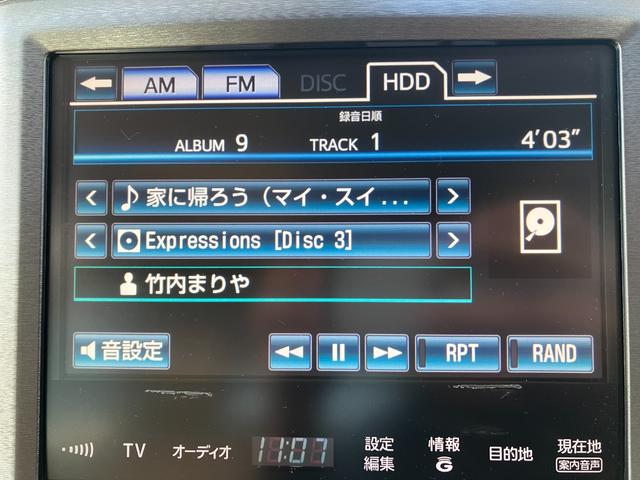 AM FM DISC HDD
録音日順
ALBUM 9 TRACK 1 4'03"
家に帰ろう（マイ・スイ...
Expressions [Disc 3]
竹内まりや
音設定 RPT RAND
TV オーディオ 11:07 設定編集 情報G 目的地 現在地
案内音声